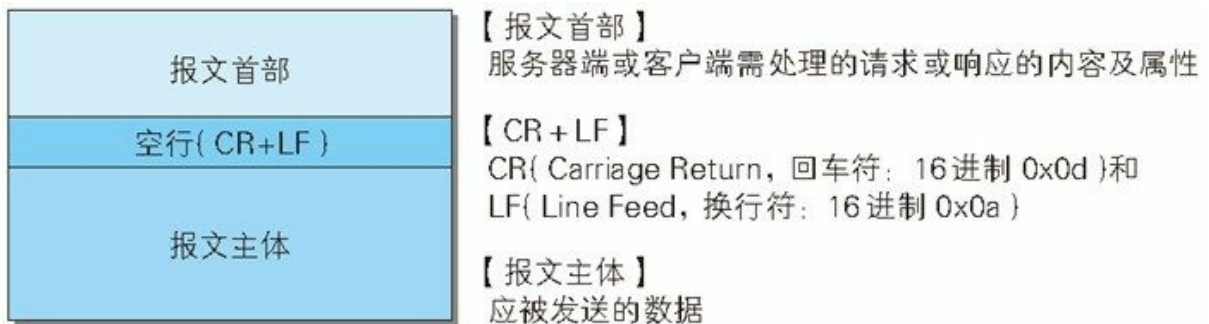 报文首部
空行(CR+LF)
报文主体
【报文首部】
服务器端或客户端需处理的请求或响应的内容及属性
【CR+LF】
CR(Carriage Return，回车符：16进制 0x0d)和
LF(Line Feed，换行符：16进制 0x0a)
【报文主体】
应被发送的数据